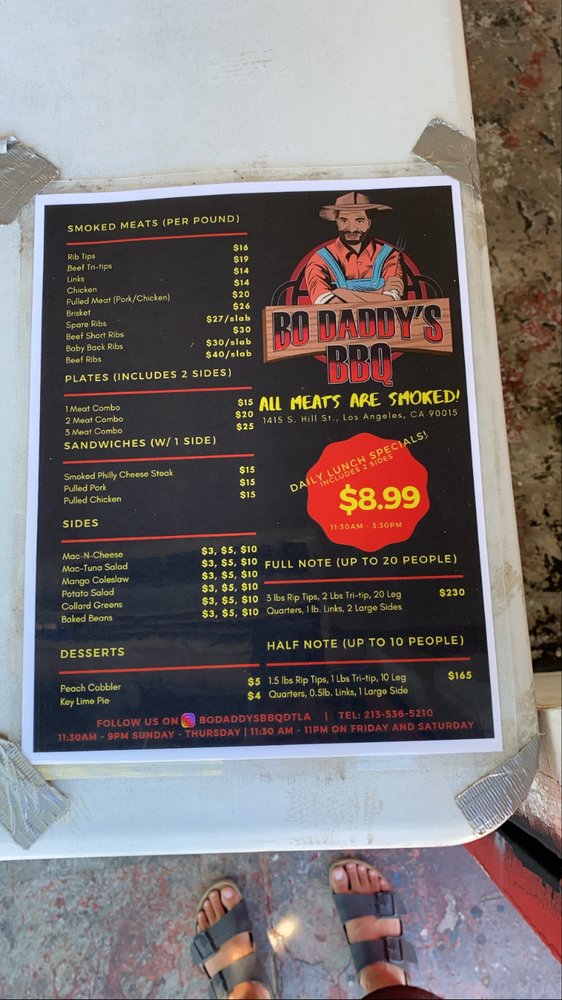 SMOKED MEATS (PER POUND)
Rib Tips $16
Beef Tri-tips $19
Links $14
Chicken $14
Pulled Meat (Pork/Chicken) $20
Brisket $26
Spare Ribs $27/slab
Beef Short Ribs $30
Baby Back Ribs $30/slab
Beef Ribs $40/slab
PLATES (INCLUDES 2 SIDES)
1 Meat Combo $15
2 Meat Combo $20
3 Meat Combo $25
SANDWICHES (W/ 1 SIDE)
Smoked Philly Cheese Steak $15
Pulled Pork $15
Pulled Chicken $15
SIDES
Mac-N-Cheese $3, $5, $10
Mac-Tuna Salad $3, $5, $10
Mango Coleslaw $3, $5, $10
Potato Salad $3, $5, $10
Collard Greens $3, $5, $10
Baked Beans $3, $5, $10
DESSERTS
Peach Cobbler $5
Key Lime Pie $4
BO DADDY'S
BBQ
ALL MEATS ARE SMOKED!
1415 S. Hill St., Los Angeles, CA 90015
DAILY LUNCH SPECIALS!
INCLUDES 2 SIDES
$8.99
11:30AM - 3:30PM
FULL NOTE (UP TO 20 PEOPLE)
3 lbs Rip Tips, 2 Lbs Tri-tip, 20 Leg $230
Quarters, 1 lb. Links, 2 Large Sides
HALF NOTE (UP TO 10 PEOPLE)
1.5 lbs Rip Tips, 1 Lbs Tri-tip, 10 Leg $165
Quarters, 0.5lb. Links, 1 Large Side
FOLLOW US ON BODADDYSBBQDTLA | TEL: 213-536-5210
11:30AM - 9PM SUNDAY - THURSDAY | 11:30 AM - 11PM ON FRIDAY AND SATURDAY